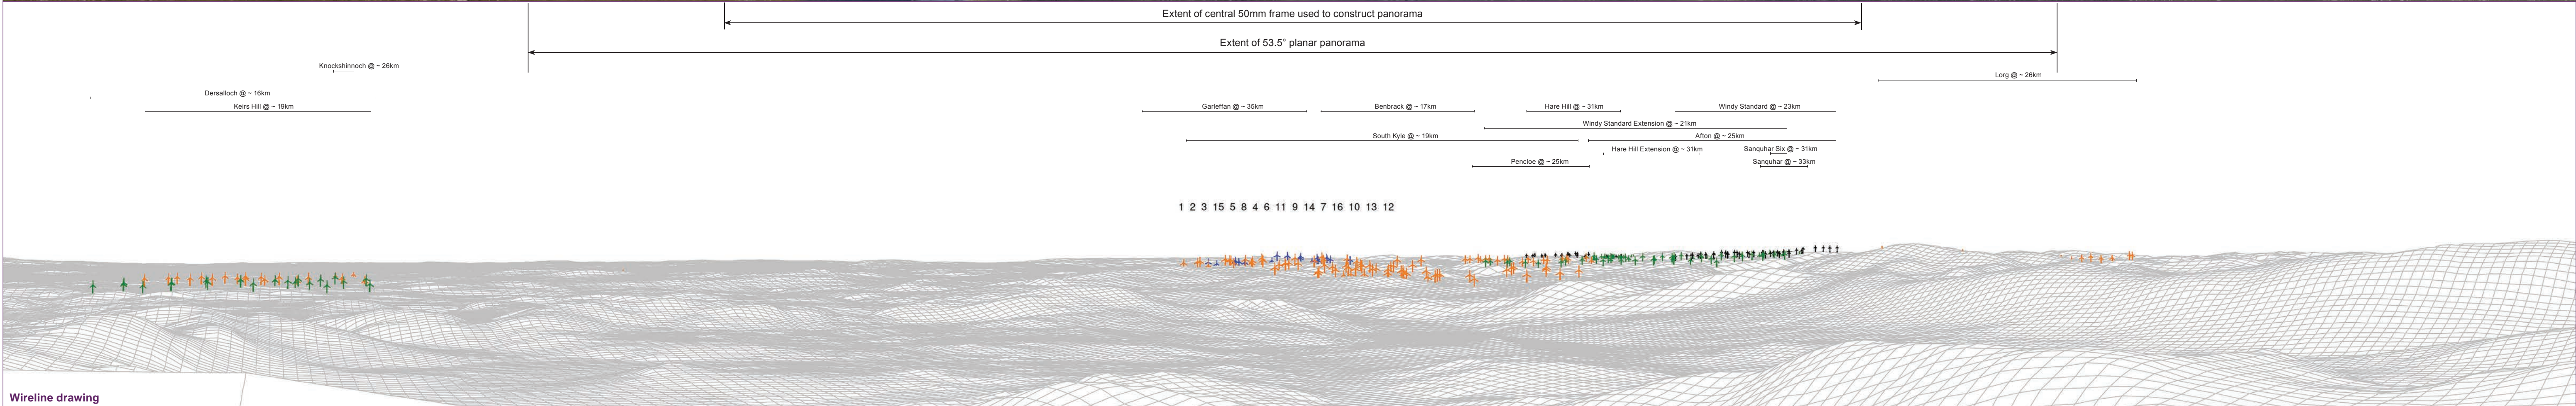 Extent of central 50mm frame used to construct panorama
Extent of 53.5° planar panorama
Knockshinnoch @ ~ 26km
Lorg @ ~ 26km
Dersalloch @ ~ 16km
Keirs Hill @ ~ 19km
Garleffan @ ~ 35km
Benbrack @ ~ 17km
Hare Hill @ ~ 31km
Windy Standard @ ~ 23km
Windy Standard Extension @ ~ 21km
South Kyle @ ~ 19km
Afton @ ~ 25km
Hare Hill Extension @ ~ 31km
Sanquhar Six @ ~ 31km
Pencloe @ ~ 25km
Sanquhar @ ~ 33km
1 2 3 15 5 8 4 6 11 9 14 7 16 10 13 12
Wireline drawing